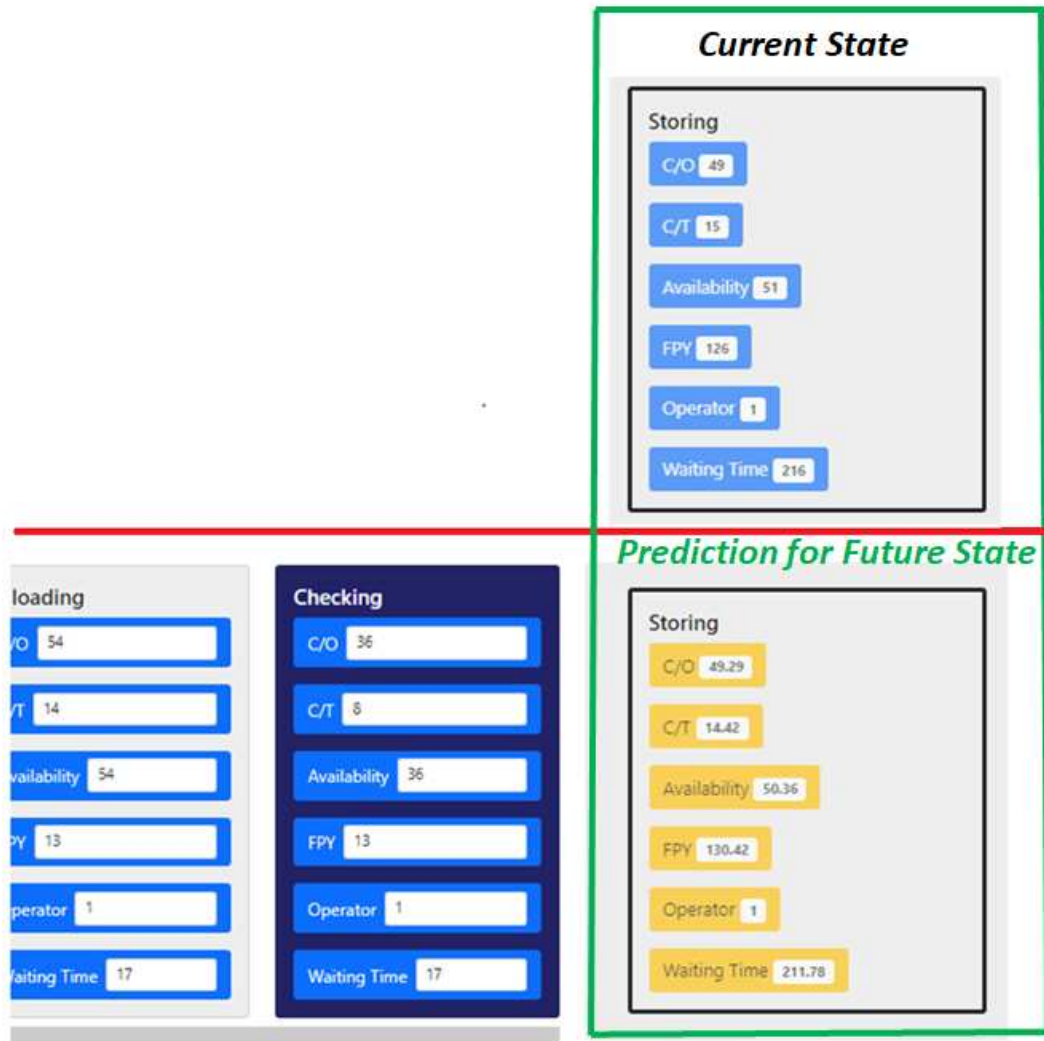 Current State
Storing
C/O 49
C/T 15
Availability 51
FPY 126
Operator 1
Waiting Time 216
Prediction for Future State
loading
/O 54
/T 14
vailability 54
PY 13
perator 1
Vaiting Time 17
Checking
C/O 36
C/T 8
Availability 36
FPY 13
Operator 1
Waiting Time 17
Storing
C/O 49.29
C/T 14.42
Availability 50.36
FPY 130.42
Operator 1
Waiting Time 211.78